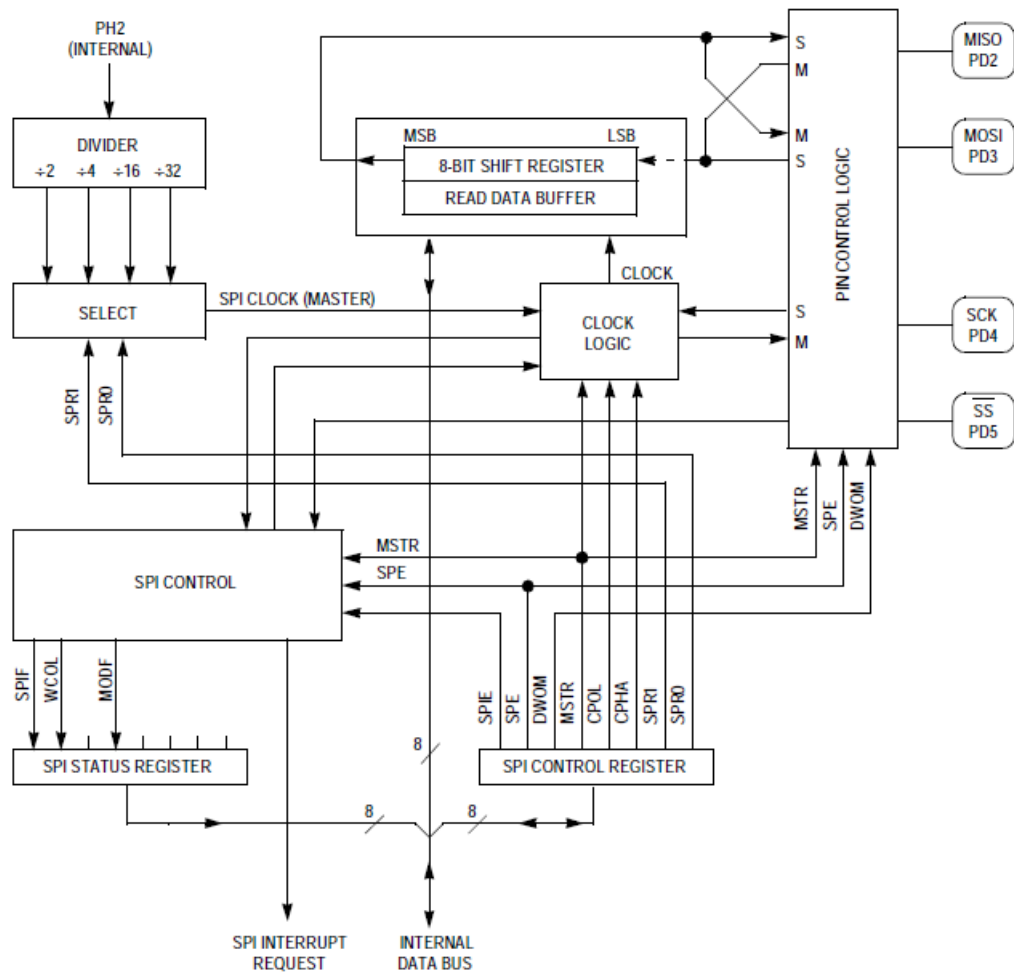 PH2
(INTERNAL)
DIVIDER
÷2 ÷4 ÷16 ÷32
SELECT
SPI CLOCK (MASTER)
SPR1
SPR0
MSB LSB
8-BIT SHIFT REGISTER
READ DATA BUFFER
CLOCK
CLOCK
LOGIC
S
M
M
S
S
M
PIN CONTROL LOGIC
MISO
PD2
MOSI
PD3
SCK
PD4
SS
PD5
MSTR
SPE
DWOM
SPI CONTROL
MSTR
SPE
SPIF
WCOL
MODF
SPIE
SPE
DWOM
MSTR
CPOL
CPHA
SPR1
SPR0
SPI STATUS REGISTER
8
SPI CONTROL REGISTER
8
8
SPI INTERRUPT
REQUEST
INTERNAL
DATA BUS